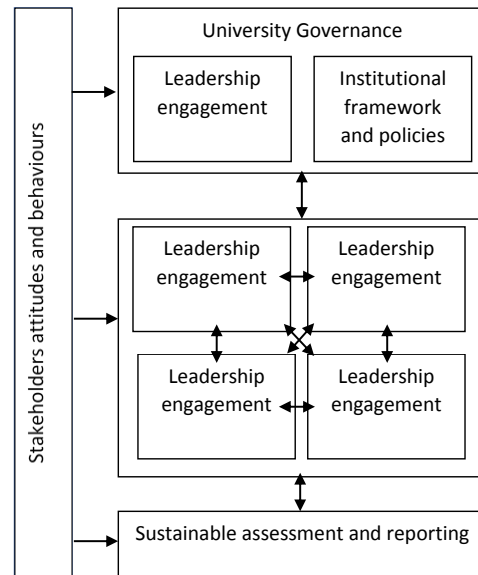 Stakeholders attitudes and behaviours
University Governance
Leadership
engagement
Institutional
framework
and policies
Leadership
engagement
Leadership
engagement
Leadership
engagement
Leadership
engagement
Sustainable assessment and reporting